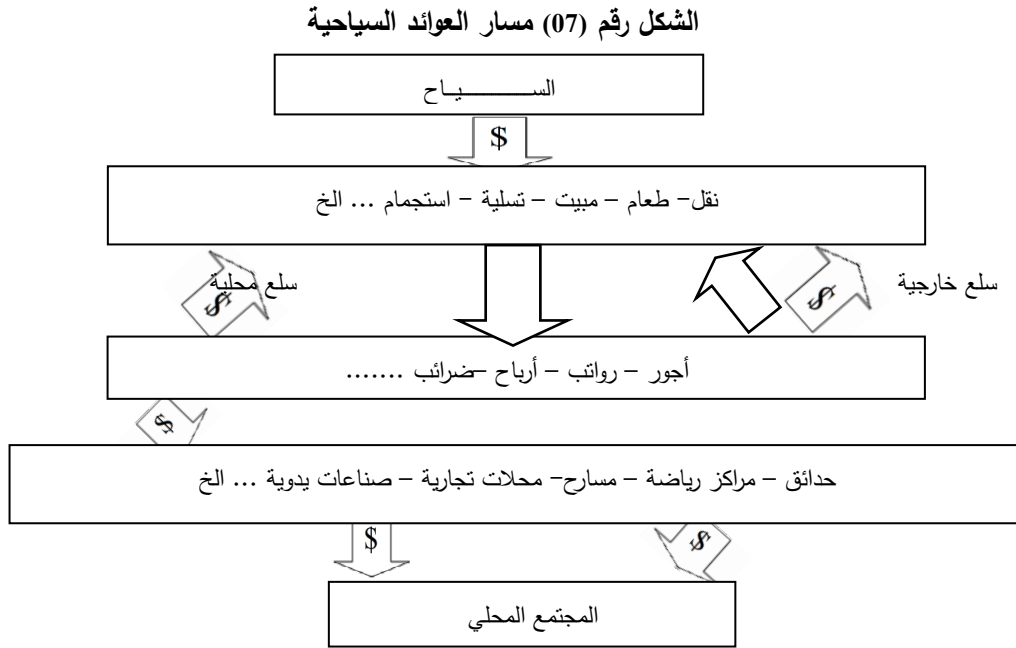 الشكل رقم (07) مسار العوائد السياحية
الســـــــــــيــاح
$
نقل- طعام – مبيت – تسلية - استجمام ... الخ
سلع محلية
$
$
سلع خارجية
أجور – رواتب – أرباح –ضرائب .......
$
حدائق – مراكز رياضة – مسارح- محلات تجارية – صناعات يدوية ... الخ
$
$
المجتمع المحلي